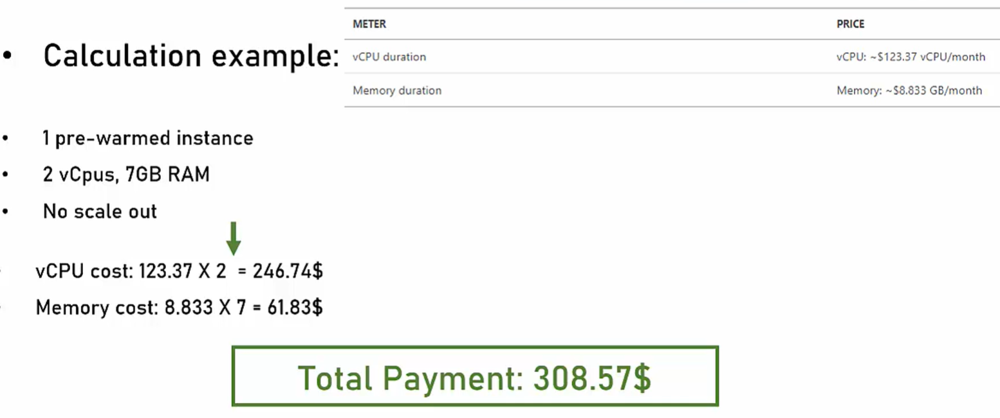 METER PRICE
• Calculation example:
vCPU duration vCPU: ~$123.37 vCPU/month
Memory duration Memory: ~$8.833 GB/month
• 1 pre-warmed instance
• 2 vCpus, 7GB RAM
• No scale out
vCPU cost: 123.37 X 2 = 246.74$
Memory cost: 8.833 X 7 = 61.83$
Total Payment: 308.57$